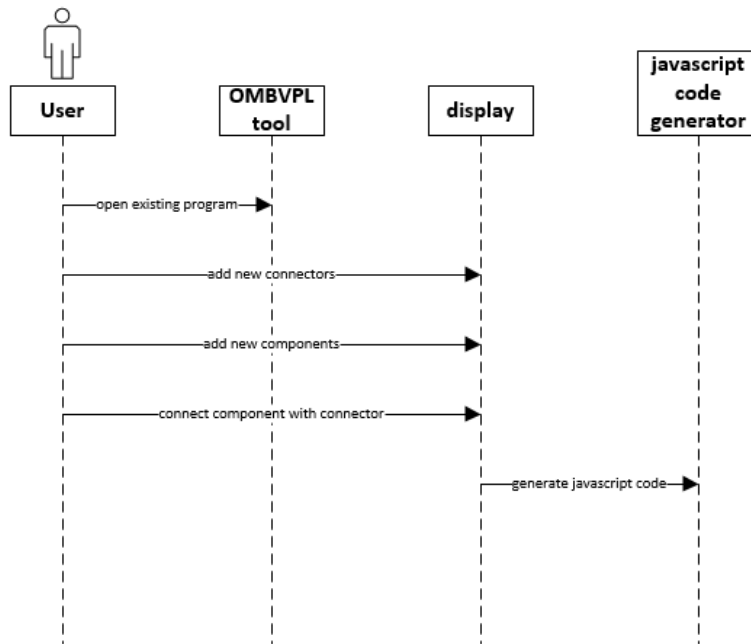 User
OMBVPL
tool
display
javascript
code
generator
open existing program
add new connectors
add new components
connect component with connector
generate javascript code